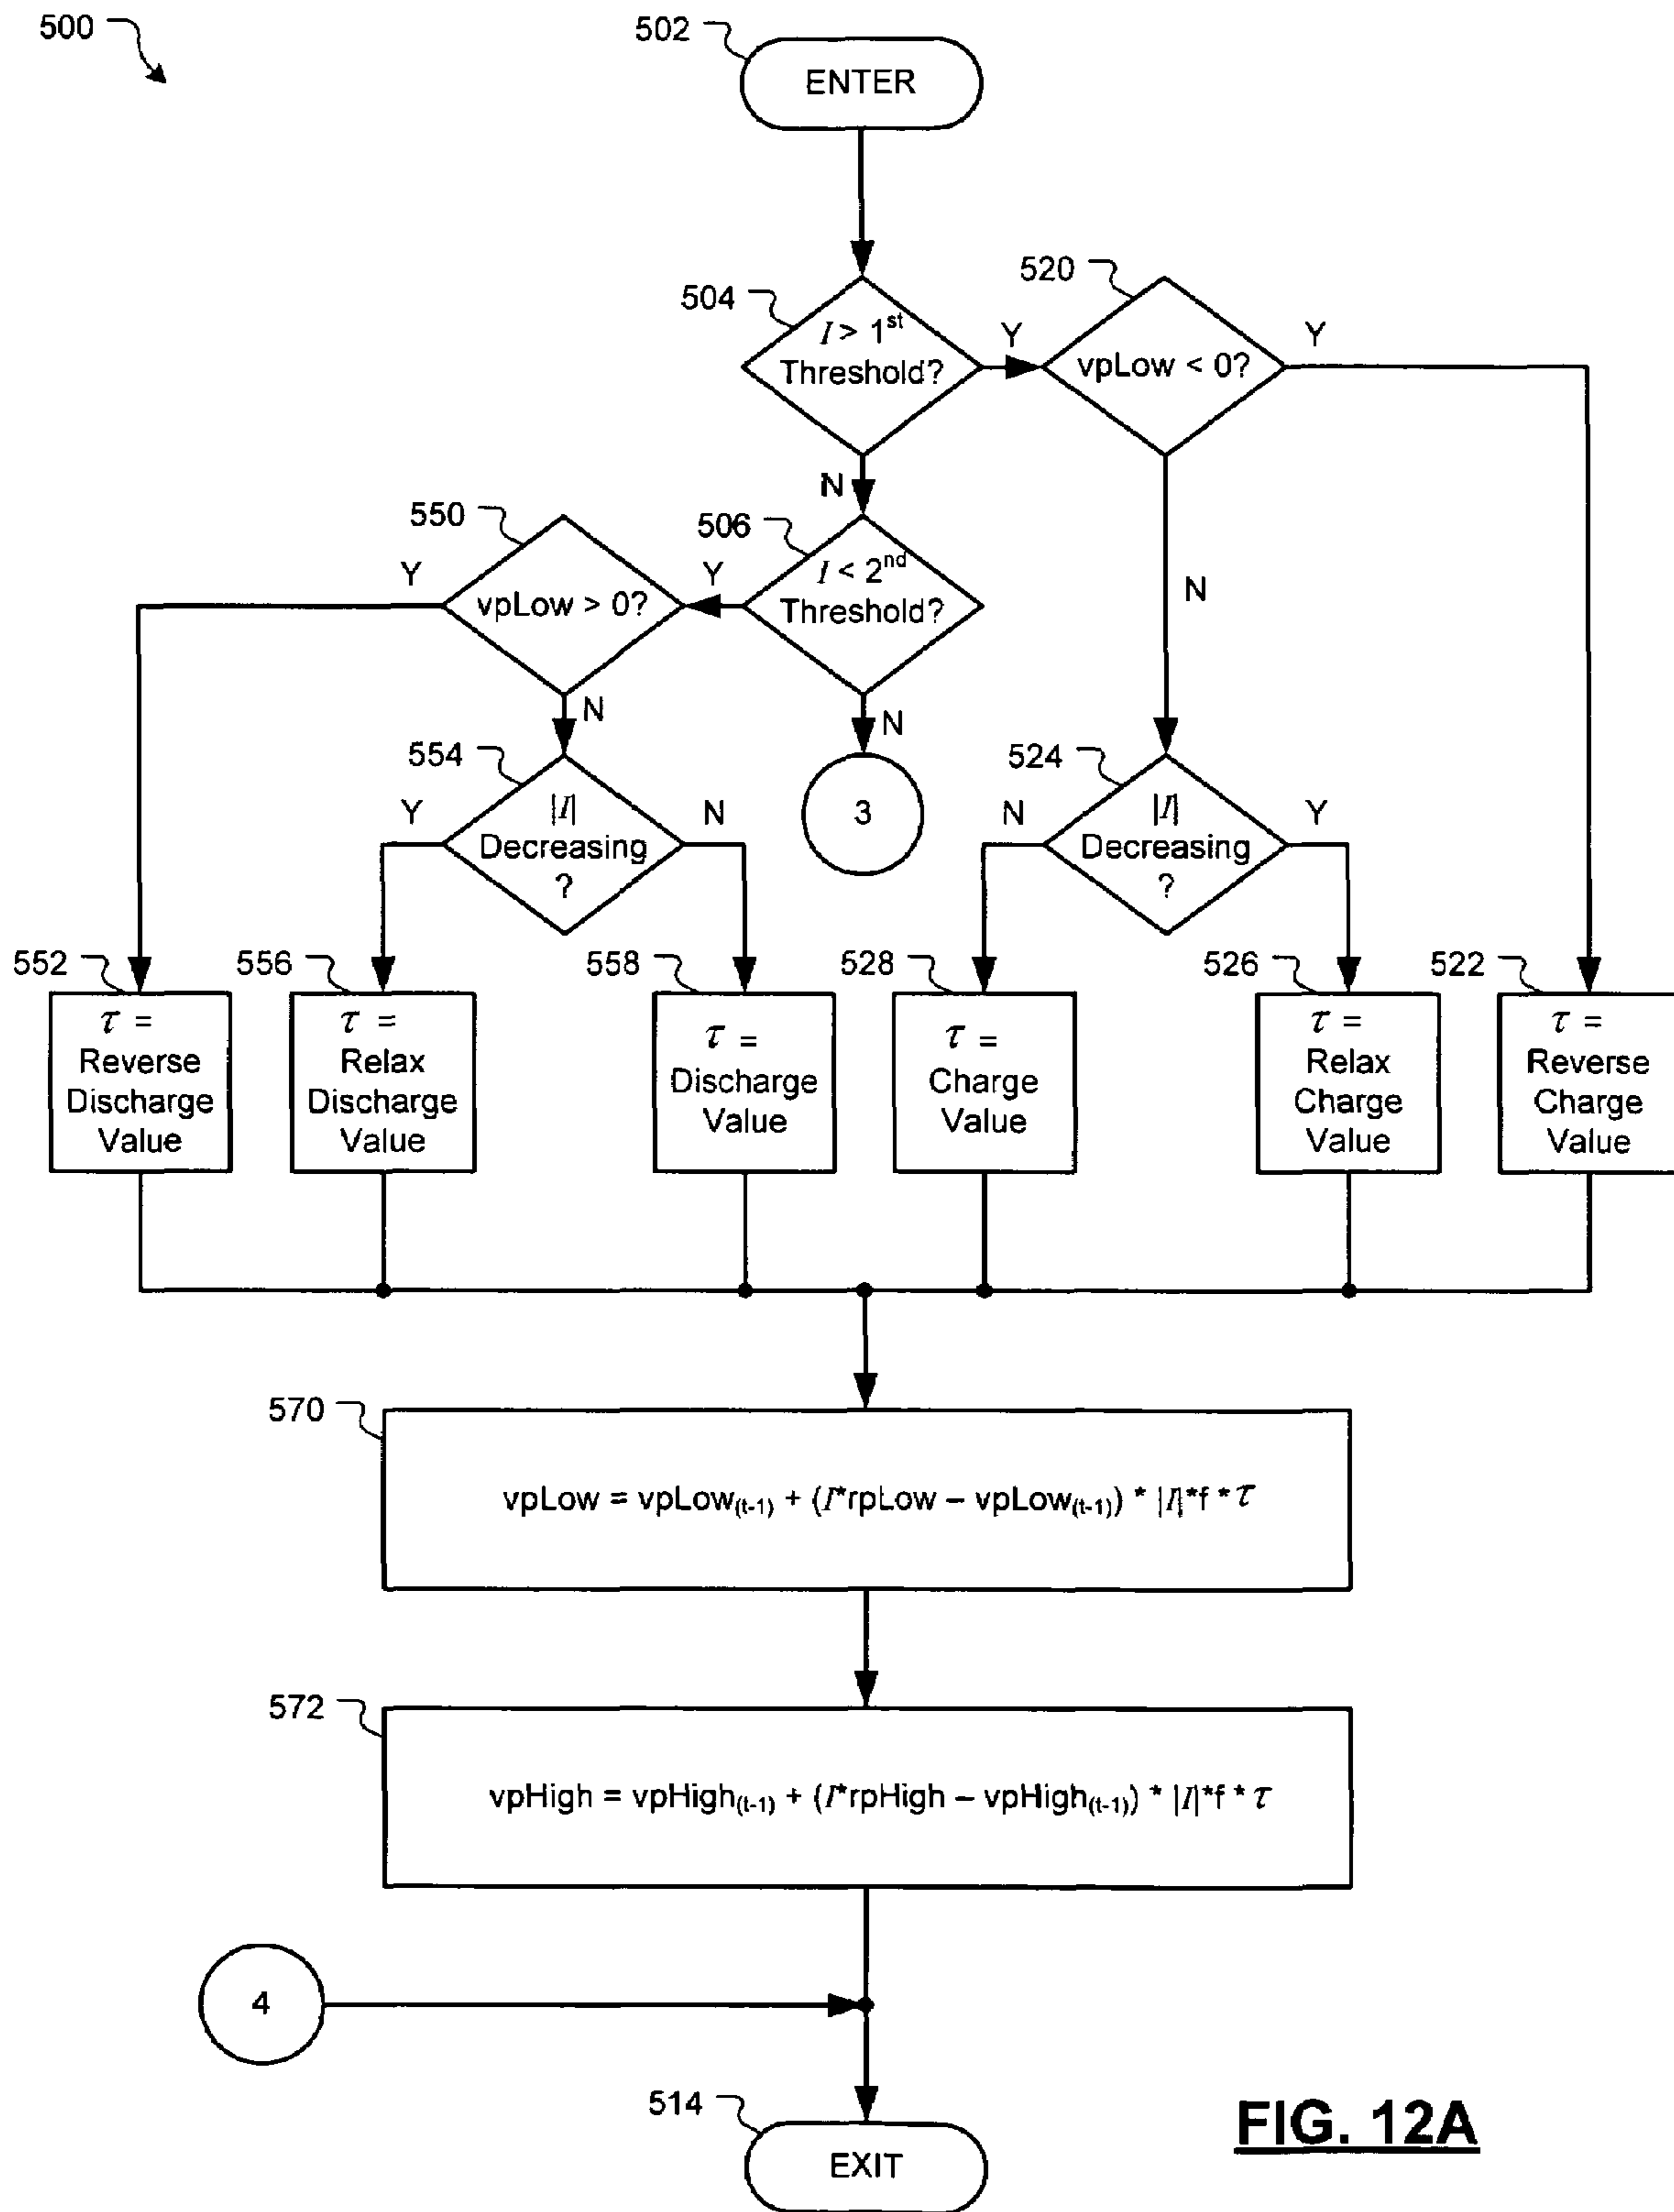 500
502
ENTER
504
I > 1st
Threshold?
Y
520
vpLow < 0?
Y
N
N
506
I < 2nd
Threshold?
Y
550
vpLow > 0?
Y
N
N
3
554
|I|
Decreasing
?
Y
N
524
|I|
Decreasing
?
N
Y
552
τ =
Reverse
Discharge
Value
556
τ =
Relax
Discharge
Value
558
τ =
Discharge
Value
528
τ =
Charge
Value
526
τ =
Relax
Charge
Value
522
τ =
Reverse
Charge
Value
570
vpLow = vpLow(t-1) + (I*rpLow – vpLow(t-1)) * |I|*f * τ
572
vpHigh = vpHigh(t-1) + (I*rpHigh – vpHigh(t-1)) * |I|*f * τ
4
514
EXIT
FIG. 12A